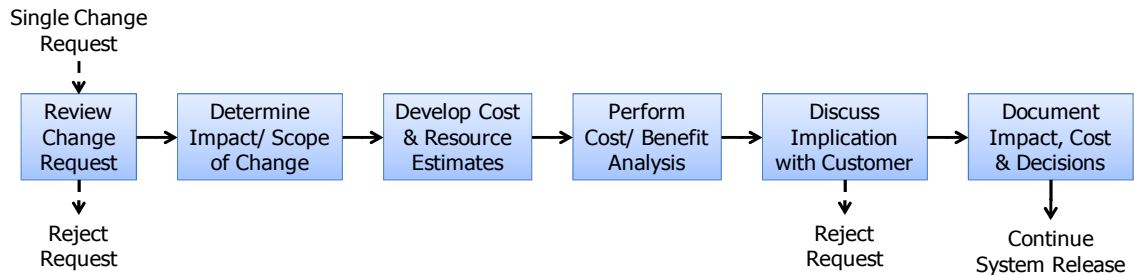 Single Change
Request
Review
Change
Request
Determine
Impact/ Scope
of Change
Develop Cost
& Resource
Estimates
Perform
Cost/ Benefit
Analysis
Discuss
Implication
with Customer
Document
Impact, Cost
& Decisions
Reject
Request
Reject
Request
Continue
System Release